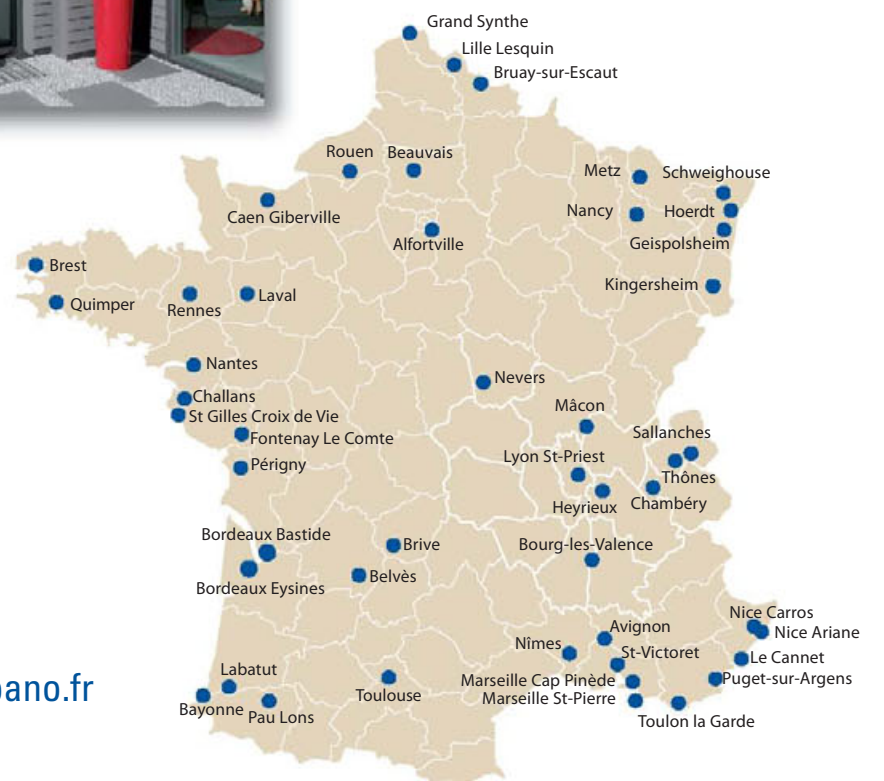 Grand Synthe
Lille Lesquin
Bruay-sur-Escaut
Rouen
Beauvais
Metz
Schweighouse
Nancy
Hoerdt
Caen Giberville
Alfortville
Geispolsheim
Brest
Kingersheim
Quimper
Rennes
Laval
Nantes
Nevers
Challans
Mâcon
St Gilles Croix de Vie
Sallanches
Fontenay Le Comte
Lyon St-Priest
Périgny
Thônes
Chambéry
Heyrieux
Bordeaux Bastide
Brive
Bourg-les-Valence
Belvès
Bordeaux Eysines
Nice Carros
Avignon
Nice Ariane
Nîmes
St-Victoret
Le Cannet
Labatut
Marseille Cap Pinède
Puget-sur-Argens
ano.fr
Toulouse
Marseille St-Pierre
Bayonne
Pau Lons
Toulon la Garde